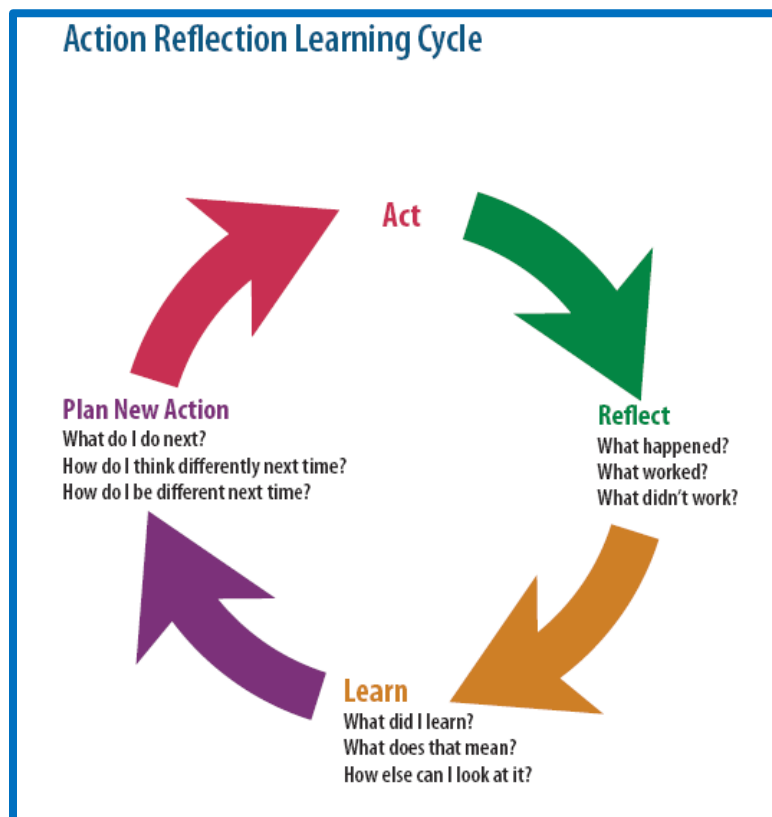 Action Reflection Learning Cycle
Act
Reflect
What happened?
What worked?
What didn't work?
Learn
What did I learn?
What does that mean?
How else can I look at it?
Plan New Action
What do I do next?
How do I think differently next time?
How do I be different next time?